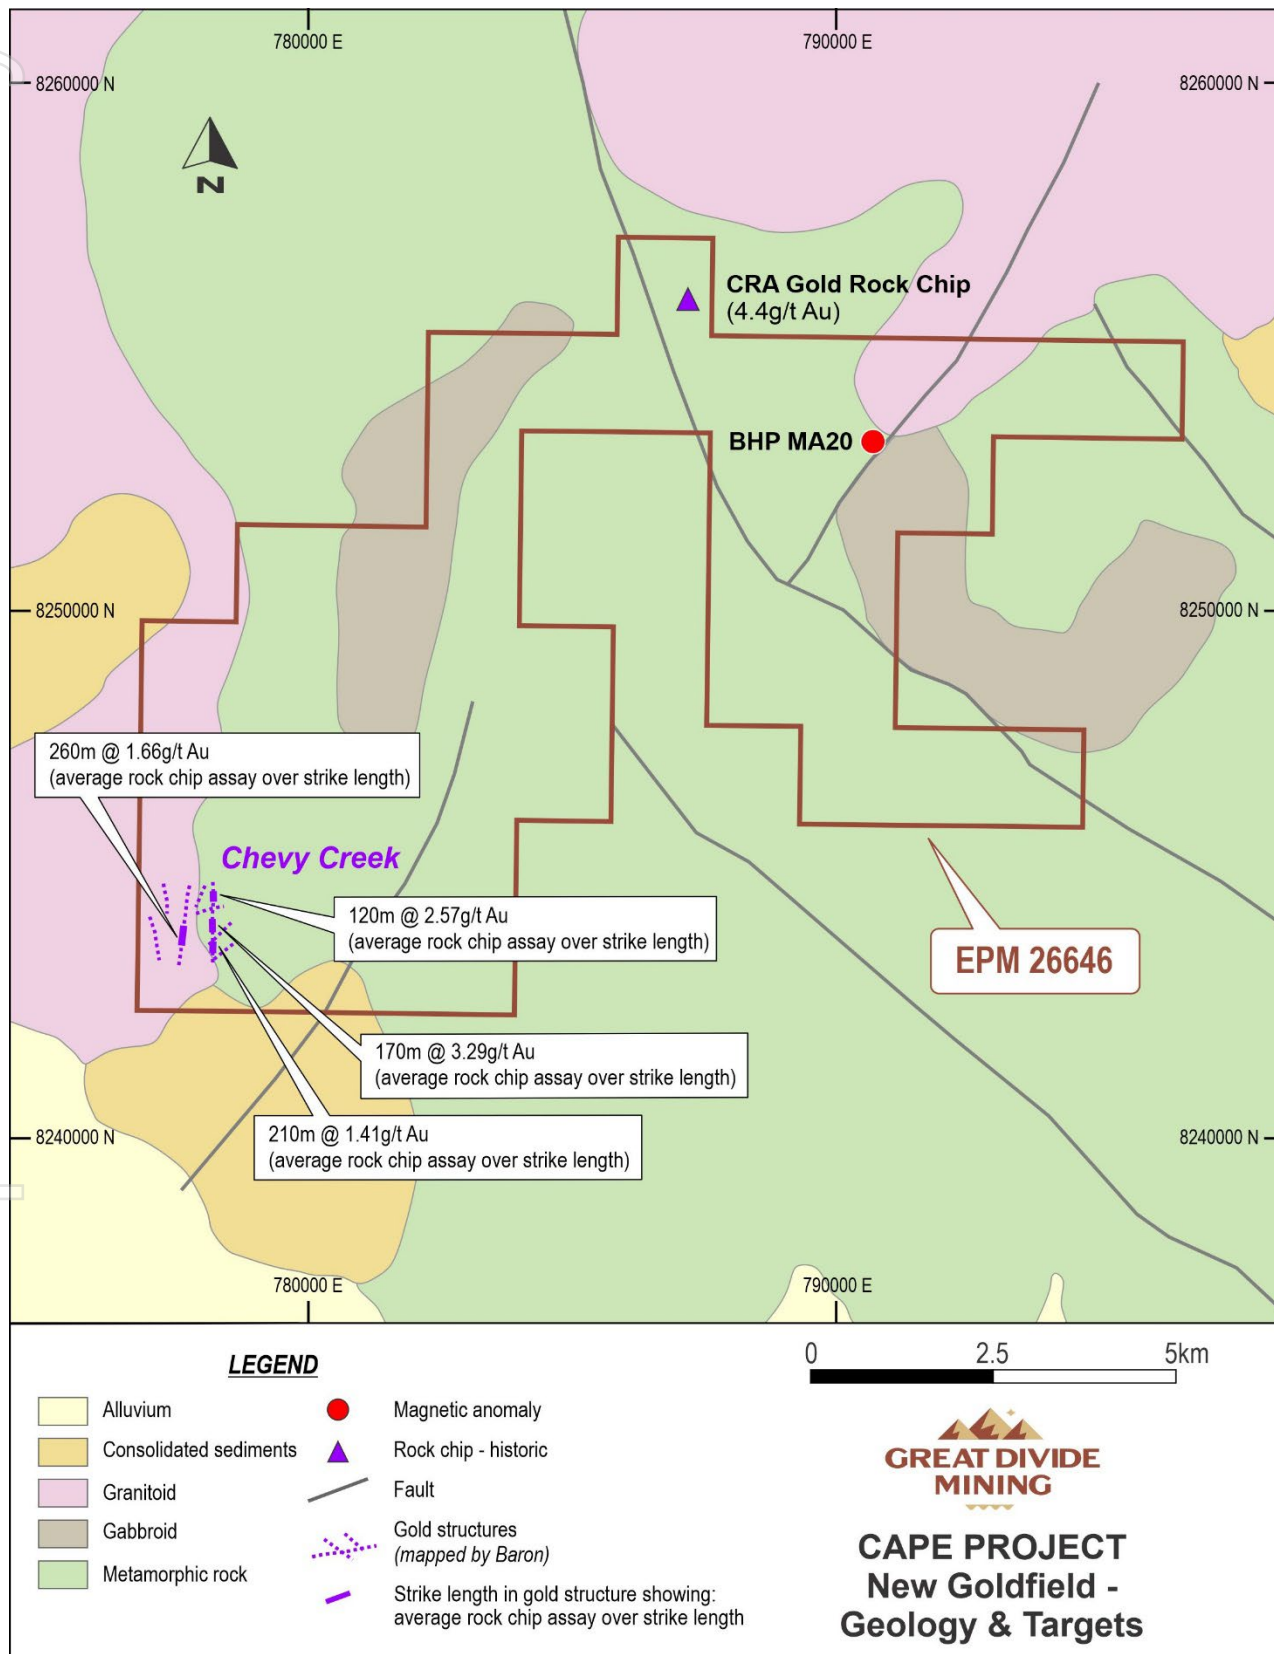 780000 E
790000 E
8260000 N
8260000 N
N
CRA Gold Rock Chip
(4.4g/t Au)
BHP MA20
8250000 N
8250000 N
260m @ 1.66g/t Au
(average rock chip assay over strike length)
Chevy Creek
120m @ 2.57g/t Au
(average rock chip assay over strike length)
EPM 26646
170m @ 3.29g/t Au
(average rock chip assay over strike length)
210m @ 1.41g/t Au
(average rock chip assay over strike length)
8240000 N
8240000 N
780000 E
790000 E
LEGEND
Alluvium
Consolidated sediments
Granitoid
Gabbroid
Metamorphic rock
Magnetic anomaly
Rock chip - historic
Fault
Gold structures
(mapped by Baron)
Strike length in gold structure showing:
average rock chip assay over strike length
0 2.5 5km
GREAT DIVIDE
MINING
CAPE PROJECT
New Goldfield -
Geology & Targets